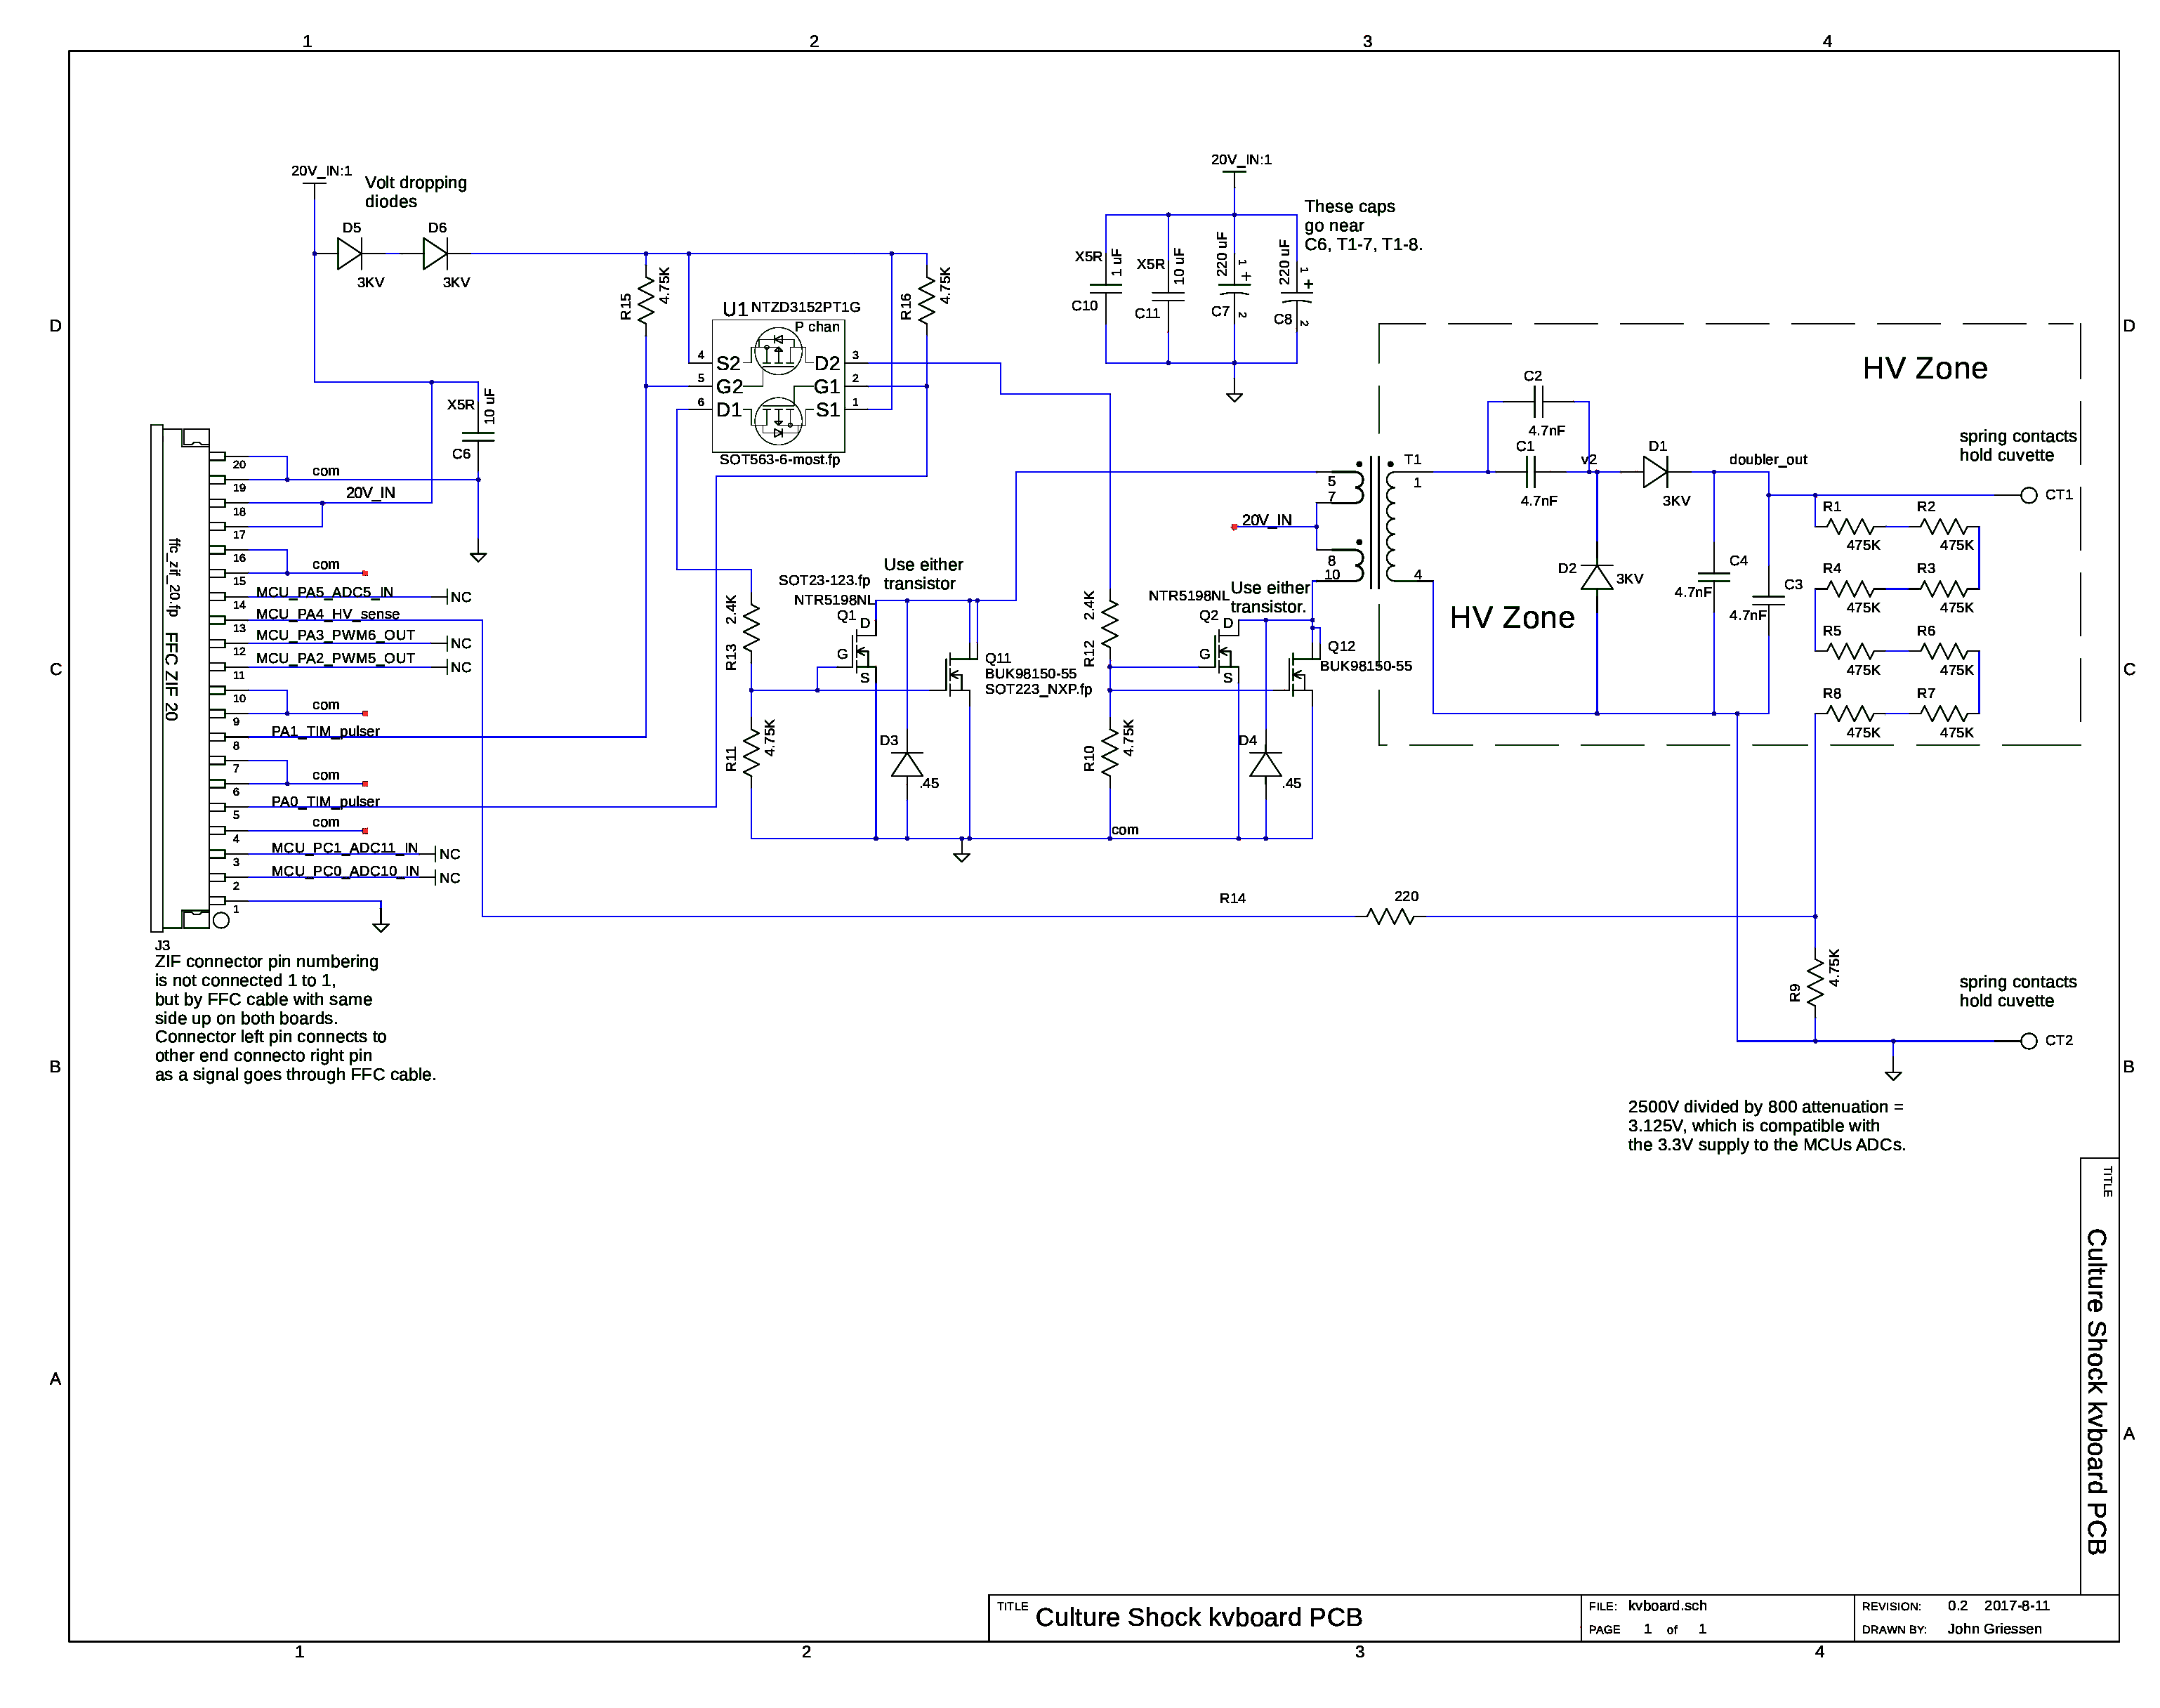 1
2
3
4
D
C
B
A
D
C
B
A
20V_IN:1
Volt dropping
diodes
D5
D6
3KV
3KV
R15
4.75K
U1 NTZD3152PT1G
P chan
4
S2
D2
3
5
G2
G1
2
6
D1
S1
1
SOT563-6-most.fp
R16
4.75K
20V_IN:1
These caps
go near
C6, T1-7, T1-8.
X5R
1 uF
C10
X5R
10 uF
C11
220 uF
1
+
C7
2
220 uF
1
+
C8
2
X5R
10 uF
C6
ffc_zif_20.fp
FFC ZIF 20
20
com
19
20V_IN
18
17
16
com
15
MCU_PA5_ADC5_IN
NC
14
MCU_PA4_HV_sense
13
MCU_PA3_PWM6_OUT
NC
12
MCU_PA2_PWM5_OUT
NC
11
10
com
9
PA1_TIM_pulser
8
7
com
6
PA0_TIM_pulser
5
com
4
MCU_PC1_ADC11_IN
NC
3
MCU_PC0_ADC10_IN
NC
2
1
J3
ZIF connector pin numbering
is not connected 1 to 1,
but by FFC cable with same
side up on both boards.
Connector left pin connects to
other end connecto right pin
as a signal goes through FFC cable.
SOT23-123.fp
NTR5198NL
Q1
D
G
S
Use either
transistor
R13
2.4K
R11
4.75K
Q11
BUK98150-55
SOT223_NXP.fp
D3
.45
R12
2.4K
R10
4.75K
NTR5198NL
Q2
D
G
S
Use either
transistor.
Q12
BUK98150-55
D4
.45
com
20V_IN
5
7
8
10
T1
1
4
HV Zone
HV Zone
C2
4.7nF
C1
4.7nF
v2
D1
3KV
D2
3KV
doubler_out
C4
4.7nF
C3
4.7nF
spring contacts
hold cuvette
CT1
R1
R2
475K
475K
R4
R3
475K
475K
R5
R6
475K
475K
R8
R7
475K
475K
R14
220
R9
4.75K
spring contacts
hold cuvette
CT2
2500V divided by 800 attenuation =
3.125V, which is compatible with
the 3.3V supply to the MCUs ADCs.
TITLE
Culture Shock kvboard PCB
TITLE
Culture Shock kvboard PCB
FILE: kvboard.sch
PAGE 1 of 1
REVISION: 0.2 2017-8-11
DRAWN BY: John Griessen
1
2
3
4